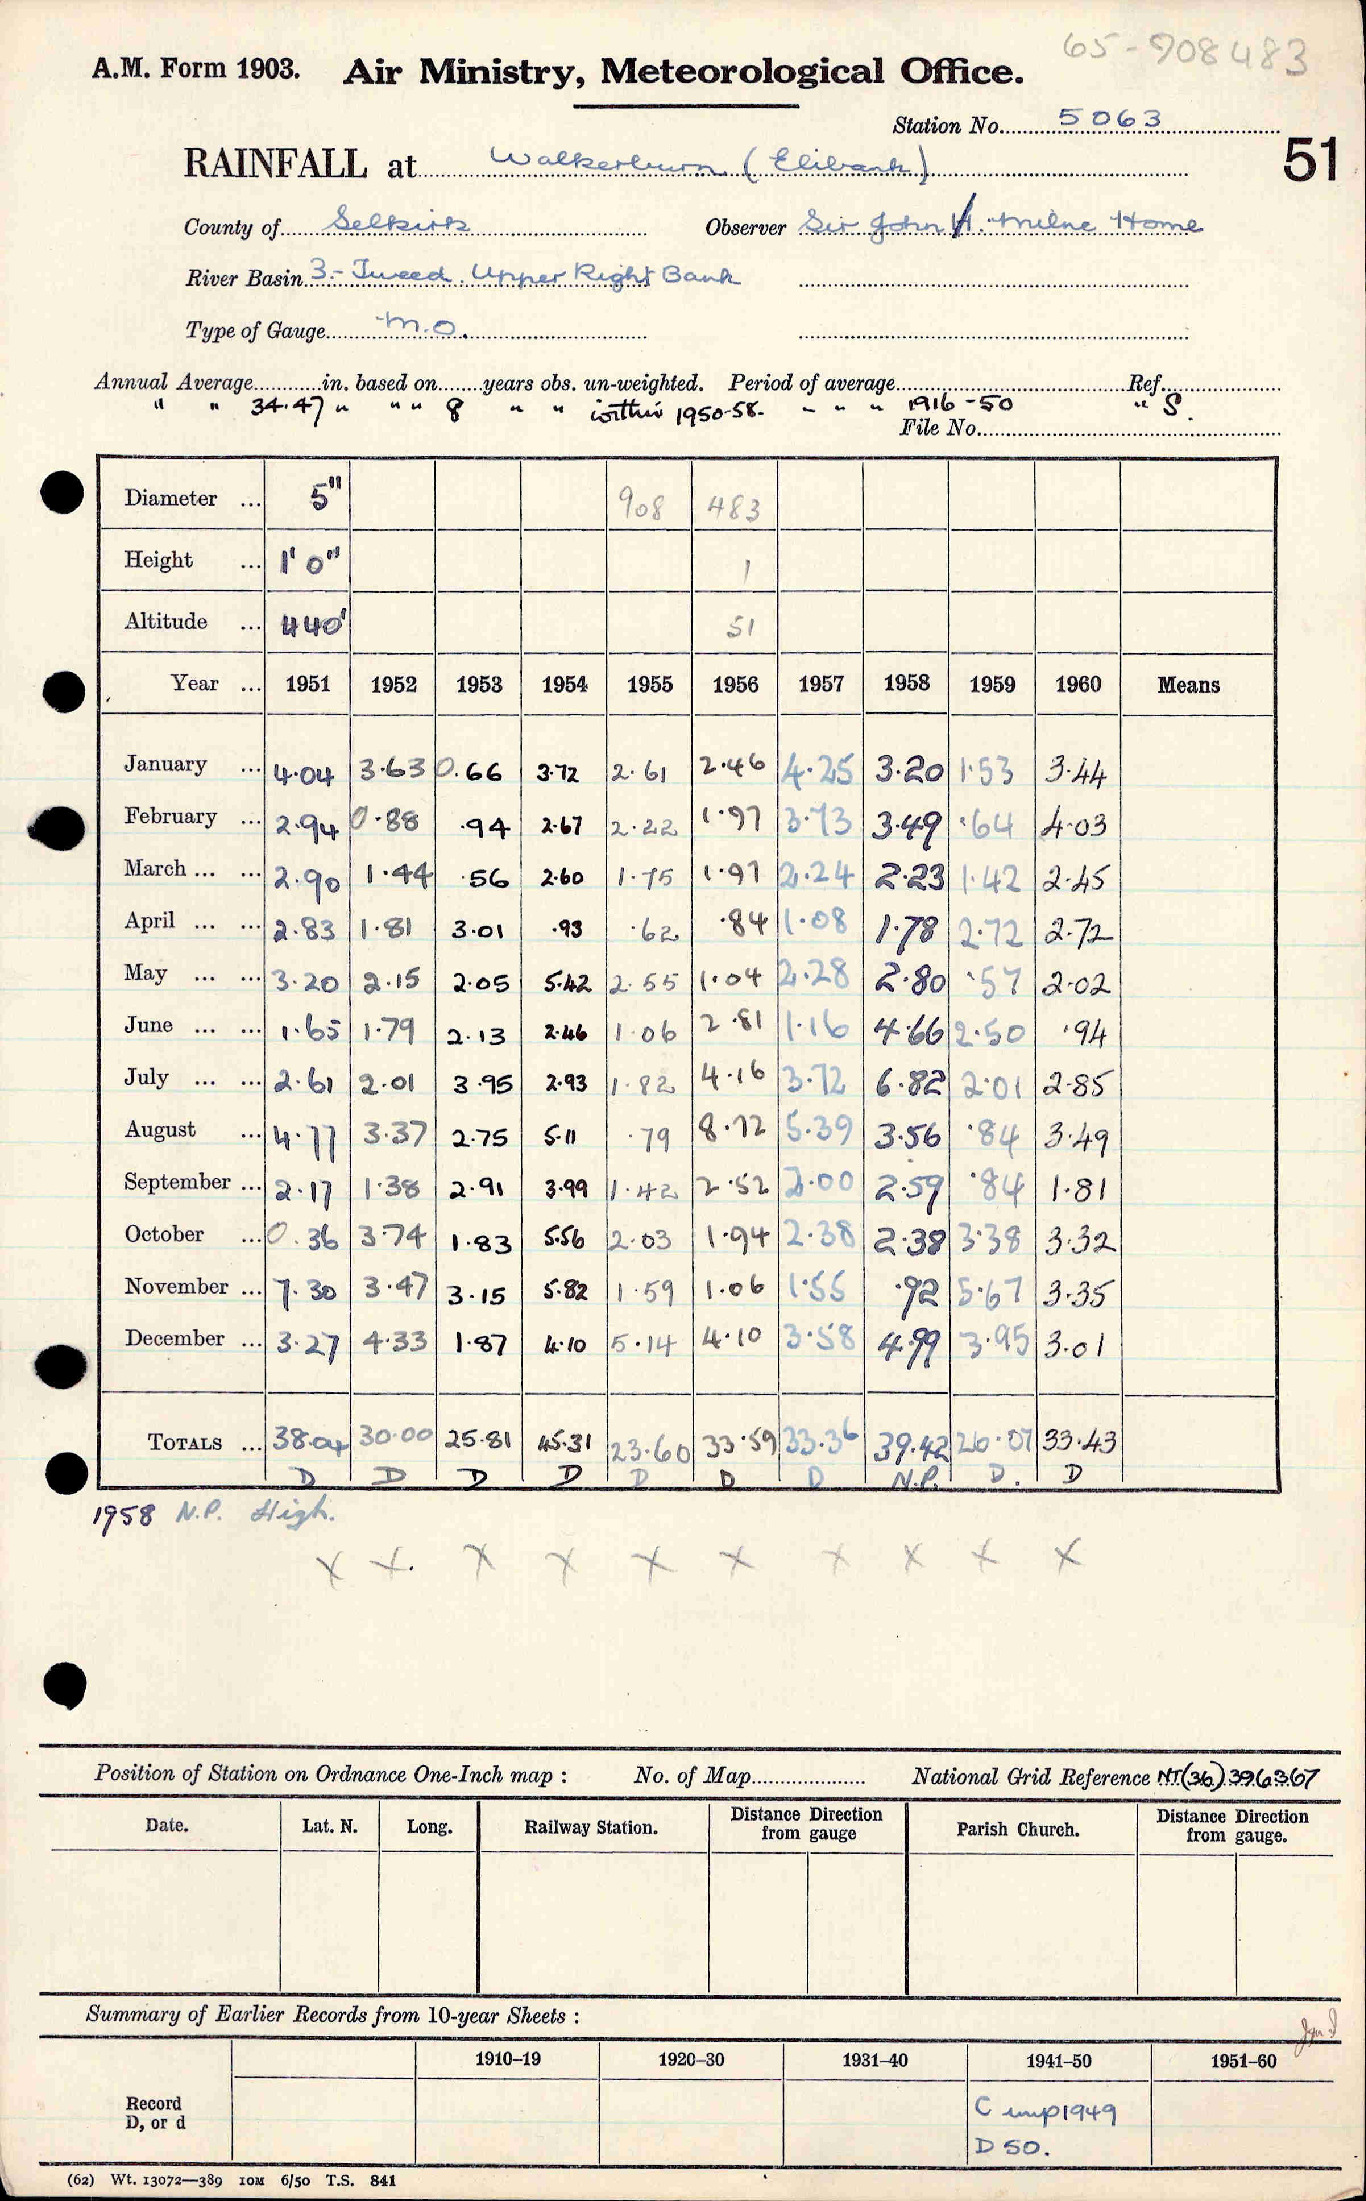 65-908483
A.M. Form 1903. Air Ministry, Meteorological Office.
Station No. 5063
RAINFALL at Walkerburn (Elibank) 51
County of Selkirk Observer Sir John H. Milne Home
River Basin 3.- Tweed. Upper Right Bank
Type of Gauge M.O.
Annual Average in. based on years obs. un-weighted. Period of average Ref.
" " 34.47 " " " 8 " " within 1950-58. - " " " 1916-50 " S.
File No.
Diameter ... 5" 908 483
Height ... 1' 0" 1
Altitude ... 440' 51
Year ... 1951 1952 1953 1954 1955 1956 1957 1958 1959 1960 Means
January ... 4.04 3.63 0.66 3.72 2.61 2.46 4.25 3.20 1.53 3.44
February ... 2.94 0.88 .94 2.67 2.22 1.97 3.73 3.49 .64 4.03
March ... ... 2.90 1.44 .56 2.60 1.75 1.97 2.24 2.23 1.42 2.45
April ... ... 2.83 1.81 3.01 .93 .62 .84 1.08 1.78 2.72 2.72
May ... ... 3.20 2.15 2.05 5.42 2.55 1.04 2.28 2.80 .57 2.02
June ... ... 1.65 1.79 2.13 2.46 1.06 2.81 1.16 4.66 2.50 .94
July ... ... 2.61 2.01 3.95 2.93 1.82 4.16 3.72 6.82 2.01 2.85
August ... 4.77 3.37 2.75 5.11 .79 8.72 5.39 3.56 .84 3.49
September ... 2.17 1.38 2.91 3.99 1.42 2.52 2.00 2.59 .84 1.81
October ... 0.36 3.74 1.83 5.56 2.03 1.94 2.38 2.38 3.38 3.32
November ... 7.30 3.47 3.15 5.82 1.59 1.06 1.55 .92 5.67 3.35
December ... 3.27 4.33 1.87 4.10 5.14 4.10 3.58 4.99 3.95 3.01
TOTALS ... 38.04 30.00 25.81 45.31 23.60 33.59 33.36 39.42 26.07 33.43
D D D D D D D N.P. D. D
1958 N.P. High.
x x. x x x x x x x x
Position of Station on Ordnance One-Inch map : No. of Map National Grid Reference NT(36)396367
Date. Lat. N. Long. Railway Station. Distance Direction from gauge Parish Church. Distance Direction from gauge.
Summary of Earlier Records from 10-year Sheets :
1910–19 1920–30 1931–40 1941–50 1951–60
Record
D, or d
C imp 1949
D 50.
(62) Wt. 13072—389 10M 6/50 T.S. 841